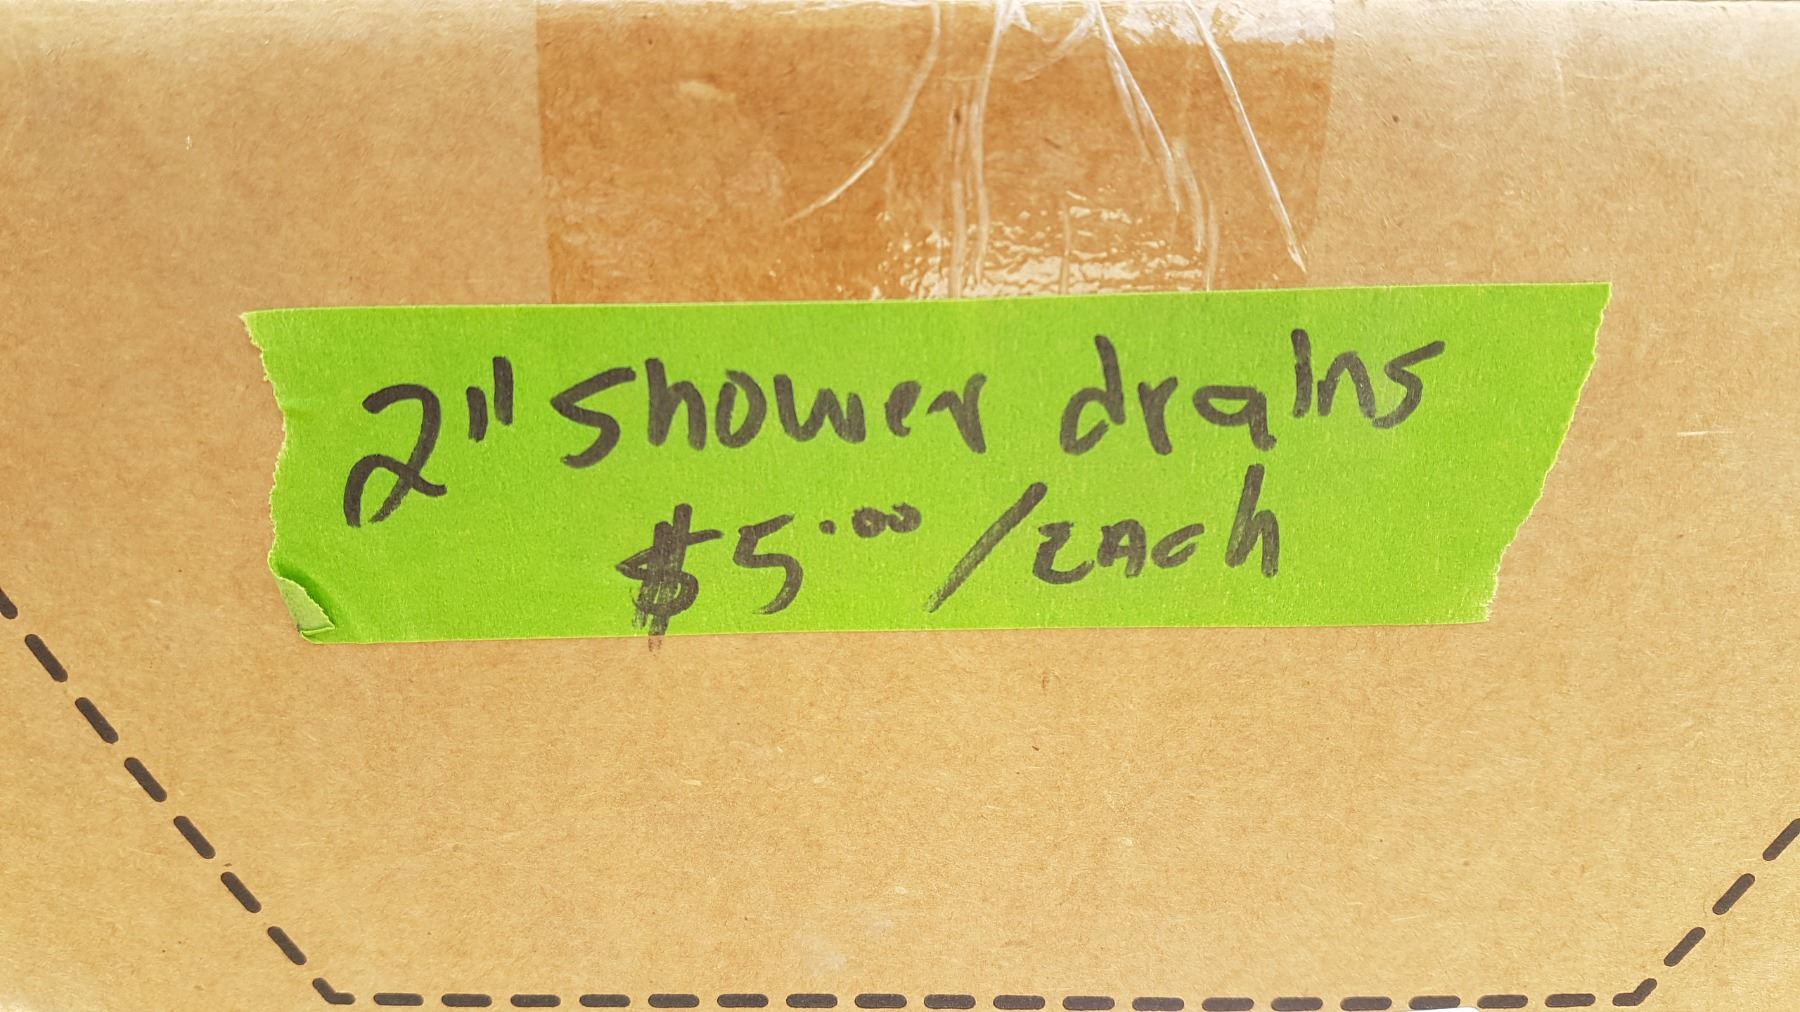 2" shower drains
$5.00/EACh